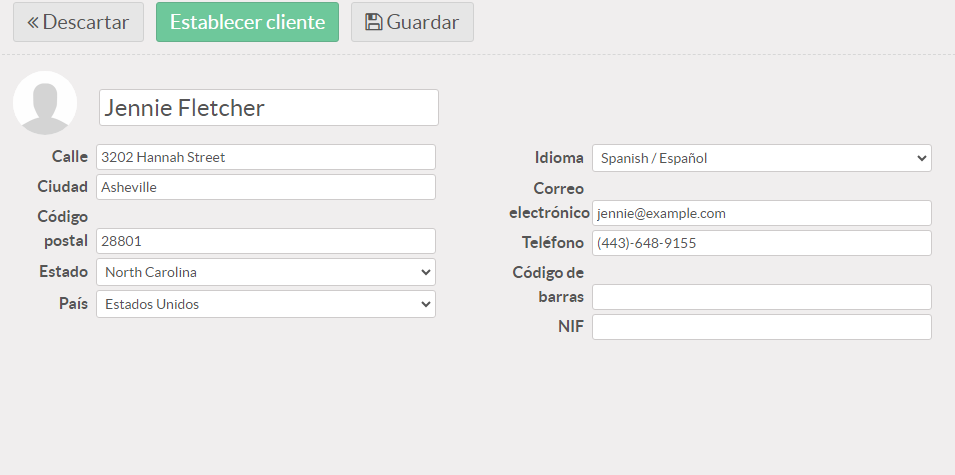 « Descartar Establecer cliente Guardar
Jennie Fletcher
Calle 3202 Hannah Street
Ciudad Asheville
Código
postal 28801
Estado North Carolina
País Estados Unidos
Idioma Spanish / Español
Correo
electrónico jennie@example.com
Teléfono (443)-648-9155
Código de
barras
NIF